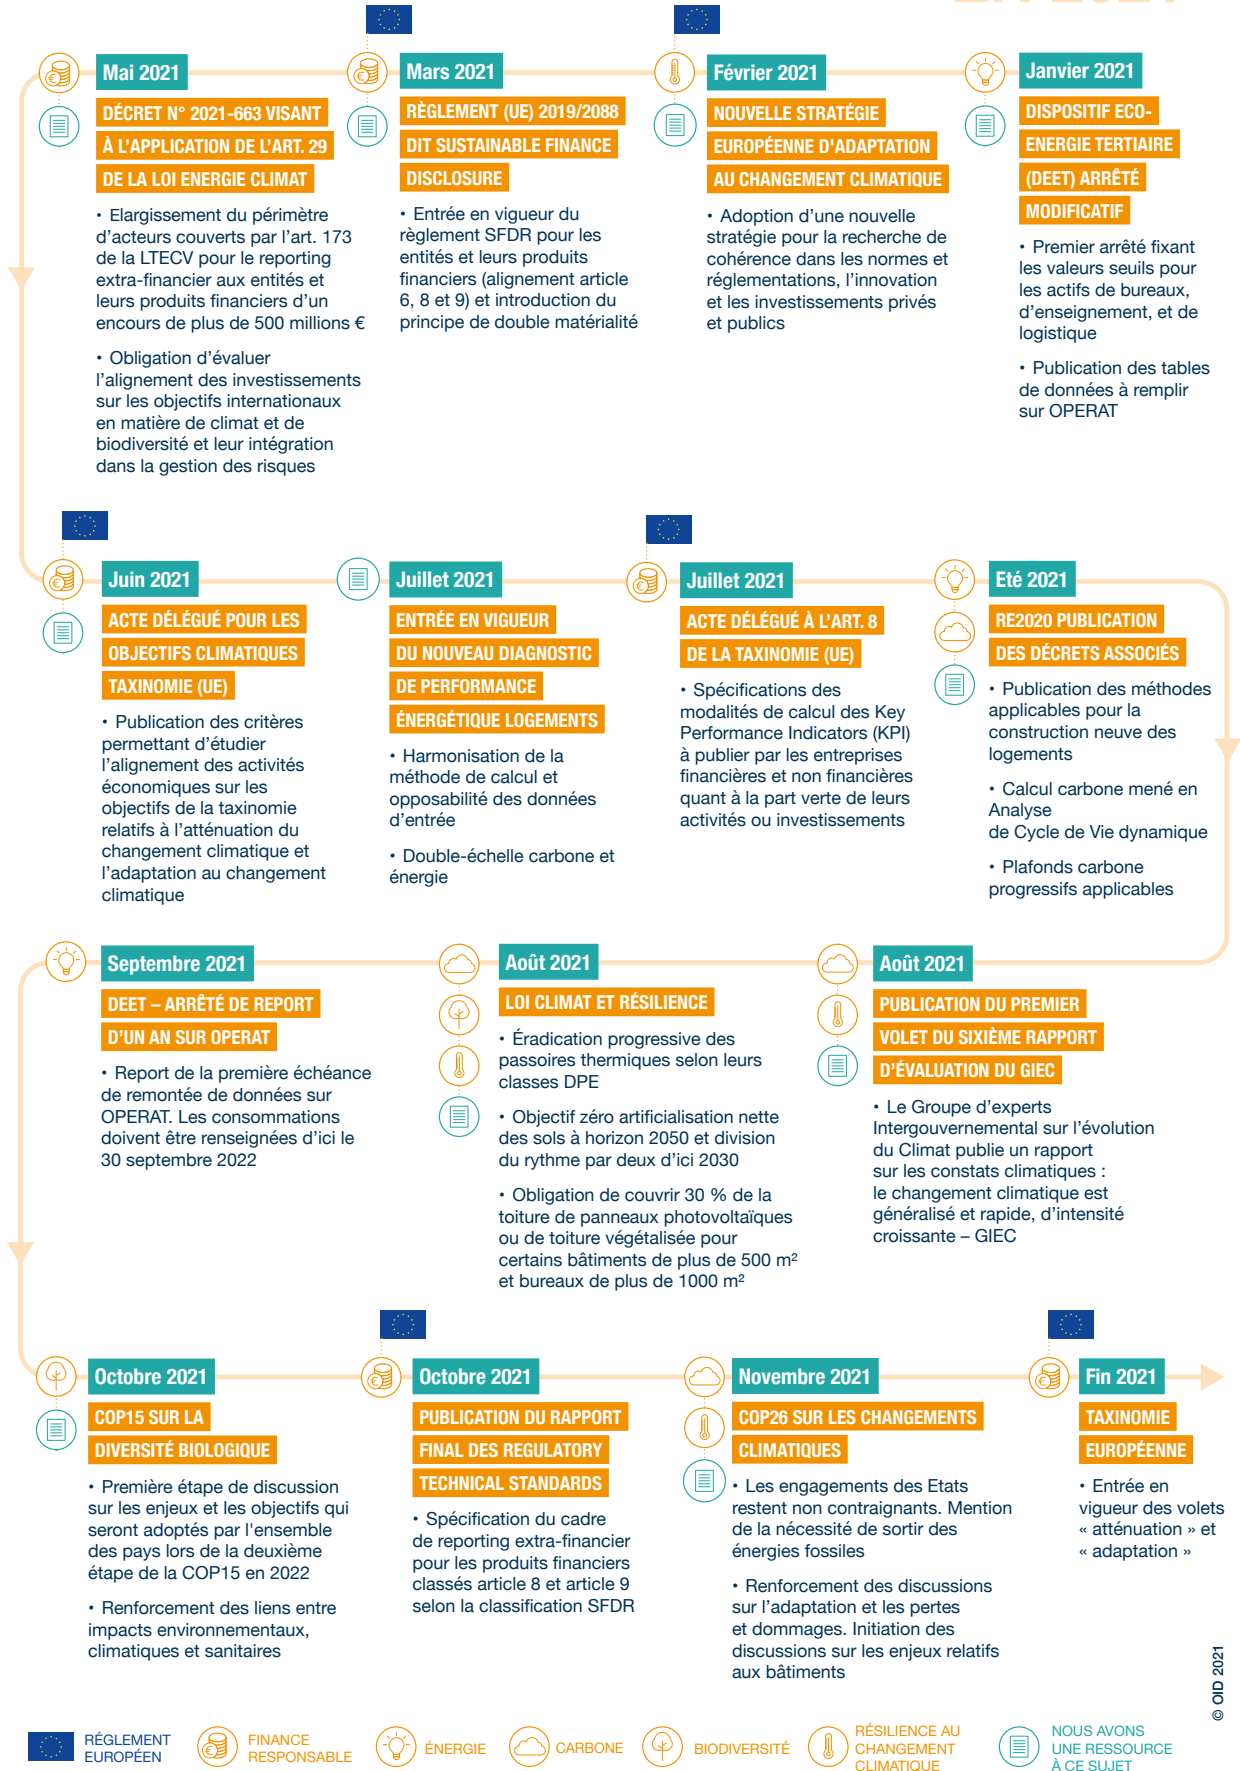 EN 2021
Mai 2021
DÉCRET N° 2021-663 VISANT
À L'APPLICATION DE L'ART. 29
DE LA LOI ENERGIE CLIMAT
• Elargissement du périmètre
d'acteurs couverts par l'art. 173
de la LTECV pour le reporting
extra-financier aux entités et
leurs produits financiers d'un
encours de plus de 500 millions €
• Obligation d'évaluer
l'alignement des investissements
sur les objectifs internationaux
en matière de climat et de
biodiversité et leur intégration
dans la gestion des risques
Mars 2021
RÈGLEMENT (UE) 2019/2088
DIT SUSTAINABLE FINANCE
DISCLOSURE
• Entrée en vigueur du
règlement SFDR pour les
entités et leurs produits
financiers (alignement article
6, 8 et 9) et introduction du
principe de double matérialité
Février 2021
NOUVELLE STRATÉGIE
EUROPÉENNE D'ADAPTATION
AU CHANGEMENT CLIMATIQUE
• Adoption d'une nouvelle
stratégie pour la recherche de
cohérence dans les normes et
réglementations, l'innovation
et les investissements privés
et publics
Janvier 2021
DISPOSITIF ECO-
ENERGIE TERTIAIRE
(DEET) ARRÊTÉ
MODIFICATIF
• Premier arrêté fixant
les valeurs seuils pour
les actifs de bureaux,
d'enseignement, et de
logistique
• Publication des tables
de données à remplir
sur OPERAT
Juin 2021
ACTE DÉLÉGUÉ POUR LES
OBJECTIFS CLIMATIQUES
TAXINOMIE (UE)
• Publication des critères
permettant d'étudier
l'alignement des activités
économiques sur les
objectifs de la taxinomie
relatifs à l'atténuation du
changement climatique et
l'adaptation au changement
climatique
Juillet 2021
ENTRÉE EN VIGUEUR
DU NOUVEAU DIAGNOSTIC
DE PERFORMANCE
ÉNERGÉTIQUE LOGEMENTS
• Harmonisation de la
méthode de calcul et
opposabilité des données
d'entrée
• Double-échelle carbone et
énergie
Juillet 2021
ACTE DÉLÉGUÉ À L'ART. 8
DE LA TAXINOMIE (UE)
• Spécifications des
modalités de calcul des Key
Performance Indicators (KPI)
à publier par les entreprises
financières et non financières
quant à la part verte de leurs
activités ou investissements
Eté 2021
RE2020 PUBLICATION
DES DÉCRETS ASSOCIÉS
• Publication des méthodes
applicables pour la
construction neuve des
logements
• Calcul carbone mené en
Analyse
de Cycle de Vie dynamique
• Plafonds carbone
progressifs applicables
Septembre 2021
DEET – ARRÊTÉ DE REPORT
D'UN AN SUR OPERAT
• Report de la première échéance
de remontée de données sur
OPERAT. Les consommations
doivent être renseignées d'ici le
30 septembre 2022
Août 2021
LOI CLIMAT ET RÉSILIENCE
• Éradication progressive des
passoires thermiques selon leurs
classes DPE
• Objectif zéro artificialisation nette
des sols à horizon 2050 et division
du rythme par deux d'ici 2030
• Obligation de couvrir 30 % de la
toiture de panneaux photovoltaïques
ou de toiture végétalisée pour
certains bâtiments de plus de 500 m²
et bureaux de plus de 1000 m²
Août 2021
PUBLICATION DU PREMIER
VOLET DU SIXIÈME RAPPORT
D'ÉVALUATION DU GIEC
• Le Groupe d'experts
Intergouvernemental sur l'évolution
du Climat publie un rapport
sur les constats climatiques :
le changement climatique est
généralisé et rapide, d'intensité
croissante – GIEC
Octobre 2021
COP15 SUR LA
DIVERSITÉ BIOLOGIQUE
• Première étape de discussion
sur les enjeux et les objectifs qui
seront adoptés par l'ensemble
des pays lors de la deuxième
étape de la COP15 en 2022
• Renforcement des liens entre
impacts environnementaux,
climatiques et sanitaires
Octobre 2021
PUBLICATION DU RAPPORT
FINAL DES REGULATORY
TECHNICAL STANDARDS
• Spécification du cadre
de reporting extra-financier
pour les produits financiers
classés article 8 et article 9
selon la classification SFDR
Novembre 2021
COP26 SUR LES CHANGEMENTS
CLIMATIQUES
• Les engagements des Etats
restent non contraignants. Mention
de la nécessité de sortir des
énergies fossiles
• Renforcement des discussions
sur l'adaptation et les pertes
et dommages. Initiation des
discussions sur les enjeux relatifs
aux bâtiments
Fin 2021
TAXINOMIE
EUROPÉENNE
• Entrée en
vigueur des volets
« atténuation » et
« adaptation »
© OID 2021
RÉGLEMENT
EUROPÉEN
FINANCE
RESPONSABLE
ÉNERGIE
CARBONE
BIODIVERSITÉ
RÉSILIENCE AU
CHANGEMENT
CLIMATIQUE
NOUS AVONS
UNE RESSOURCE
À CE SUJET